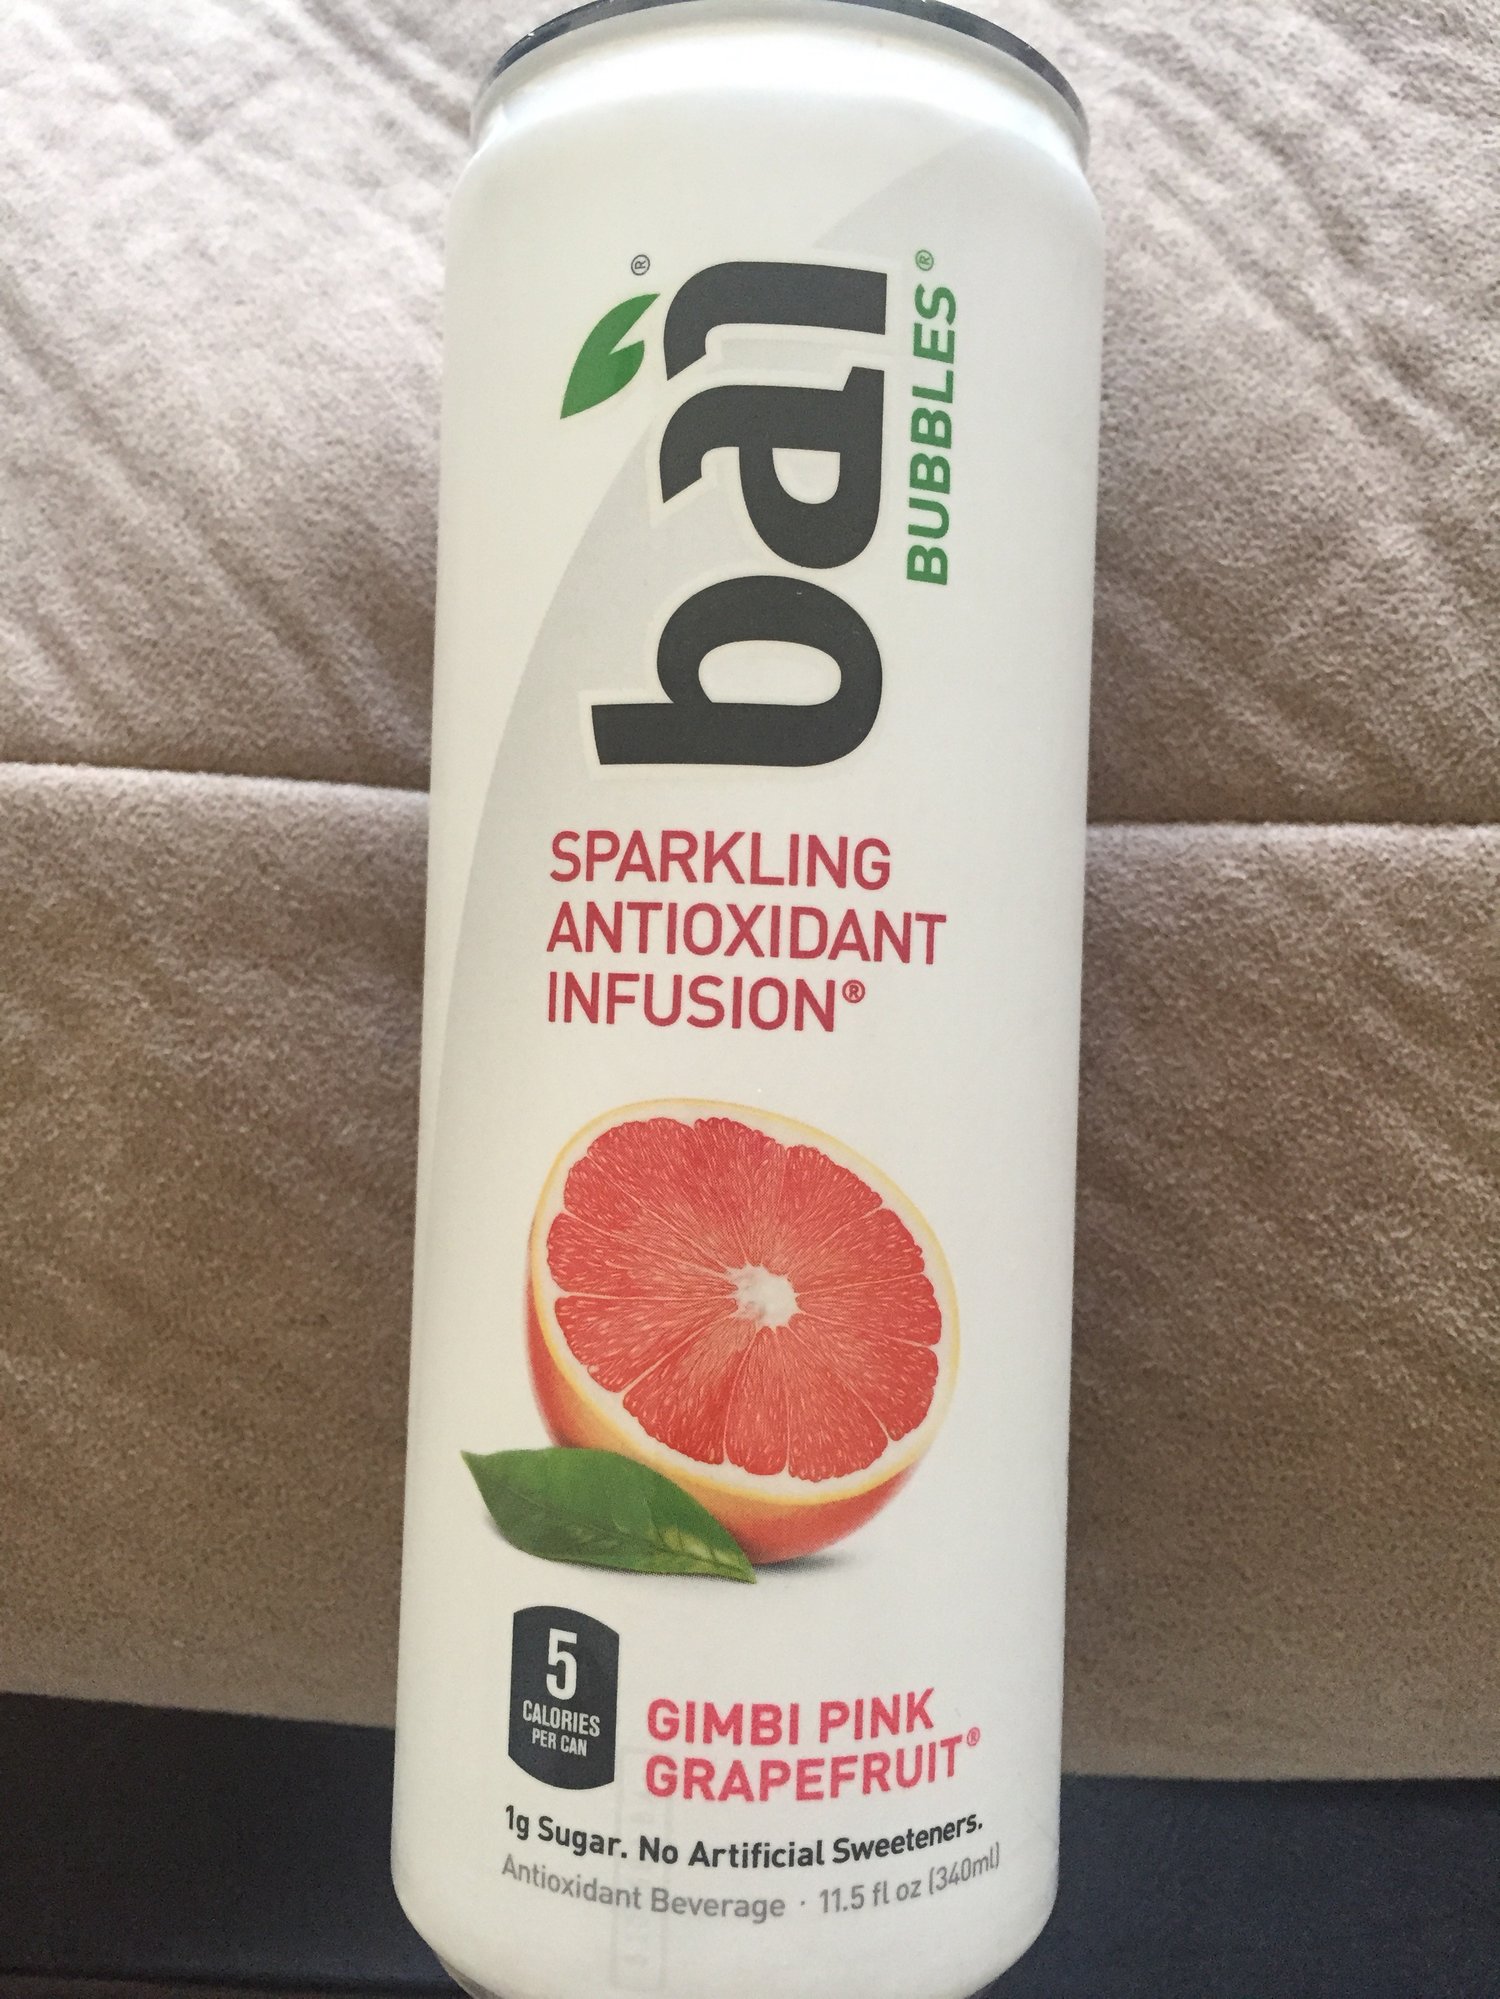 bai®
BUBBLES®
SPARKLING
ANTIOXIDANT
INFUSION®
5
CALORIES
PER CAN
GIMBI PINK
GRAPEFRUIT®
1g Sugar. No Artificial Sweeteners.
Antioxidant Beverage · 11.5 fl oz (340ml)